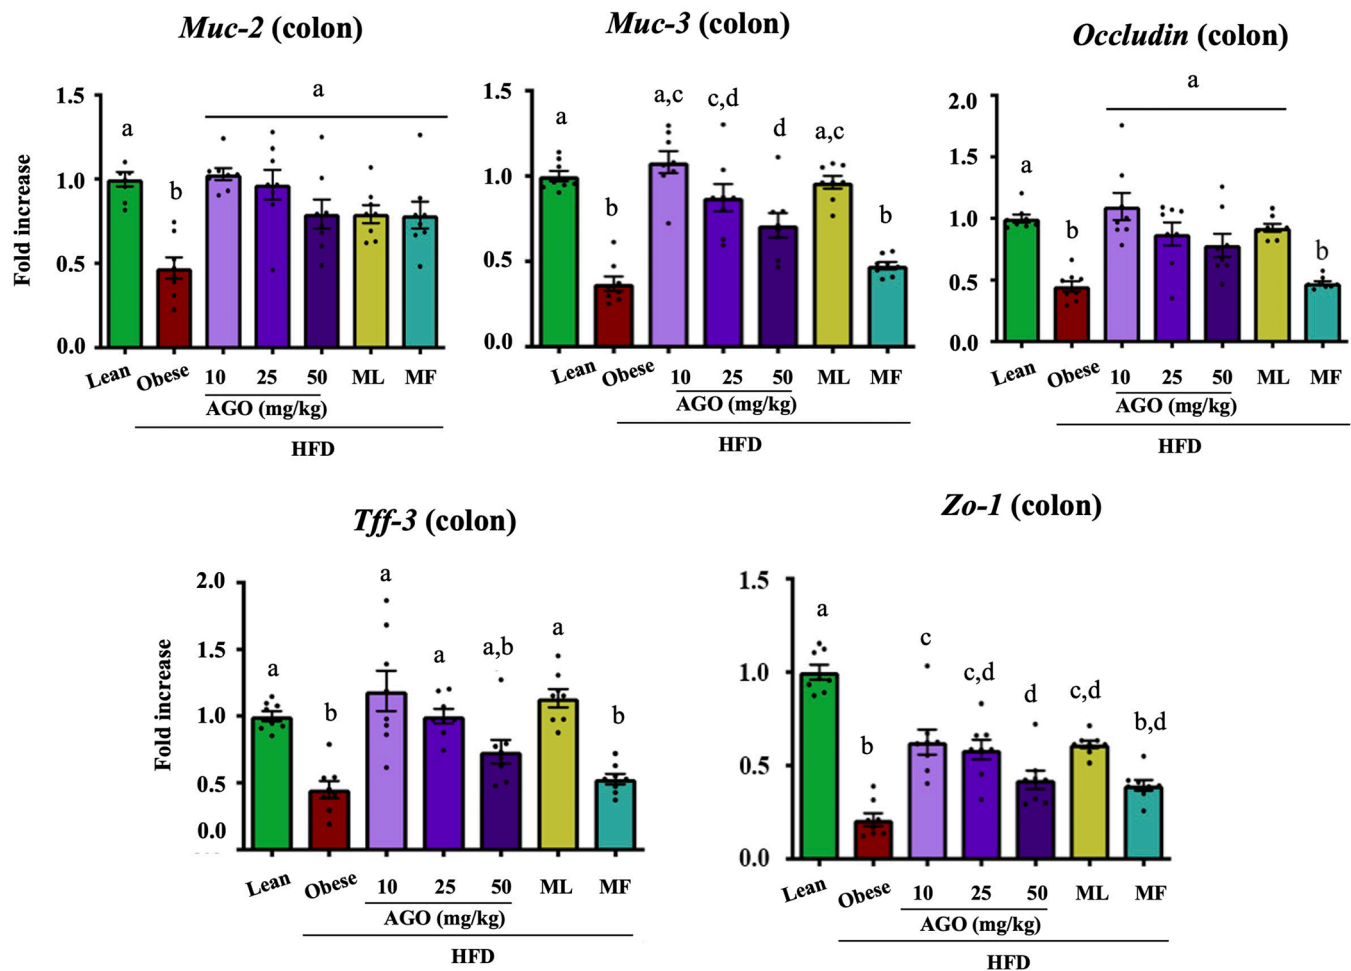 Muc-2 (colon)
Fold increase
1.5
1.0
0.5
0.0
a
b
a
Lean Obese 10 25 50 ML MF
AGO (mg/kg)
HFD
Muc-3 (colon)
1.5
1.0
0.5
0.0
a
b
a,c
c,d
d
a,c
b
Lean Obese 10 25 50 ML MF
AGO (mg/kg)
HFD
Occludin (colon)
2.0
1.5
1.0
0.5
0.0
a
b
a
b
Lean Obese 10 25 50 ML MF
AGO (mg/kg)
HFD
Tff-3 (colon)
Fold increase
2.0
1.5
1.0
0.5
0.0
a
b
a
a
a,b
a
b
Lean Obese 10 25 50 ML MF
AGO (mg/kg)
HFD
Zo-1 (colon)
1.5
1.0
0.5
0.0
a
b
c
c,d
d
c,d
b,d
Lean Obese 10 25 50 ML MF
AGO (mg/kg)
HFD